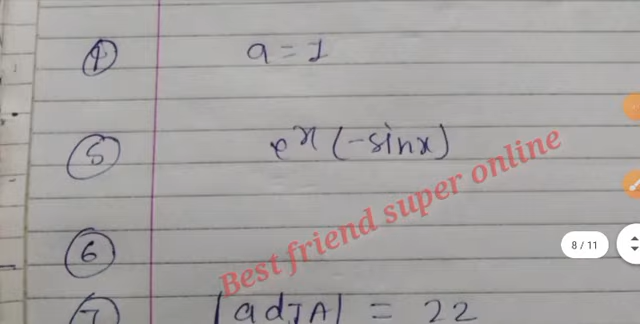 ④ a = 1
⑤ e^x (-sinx)
Best friend super online
⑥
8 / 11
⑦ |adjA| = 22